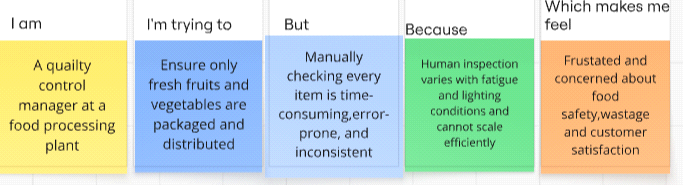 I am
A quailty
control
manager at a
food processing
plant
I'm trying to
Ensure only
fresh fruits and
vegetables are
packaged and
distributed
But
Manually
checking every
item is time-
consuming,error-
prone, and
inconsistent
Because
Human inspection
varies with fatigue
and lighting
conditions and
cannot scale
efficiently
Which makes me
feel
Frustated and
concerned about
food
safety,wastage
and customer
satisfaction